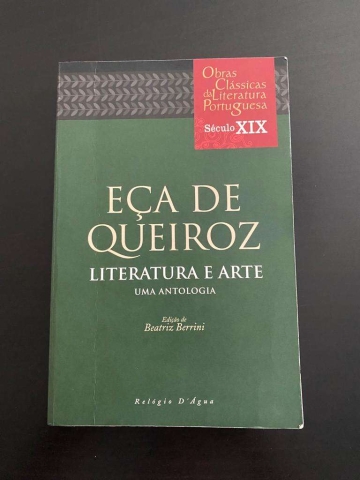 Obras
Clássicas
da Literatura
Portuguesa
Século XIX
EÇA DE
QUEIROZ
LITERATURA E ARTE
UMA ANTOLOGIA
Edição de
Beatriz Berrini
Relógio D'Água